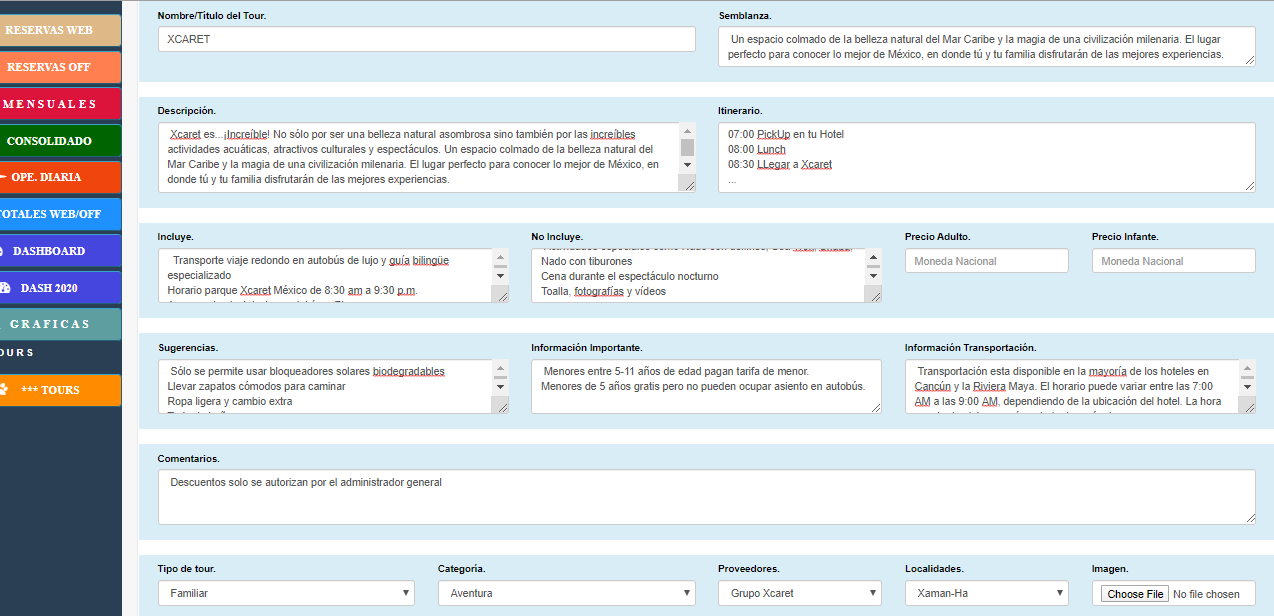 RESERVAS WEB
RESERVAS OFF
MENSUALES
CONSOLIDADO
OPE. DIARIA
TOTALES WEB/OFF
DASHBOARD
DASH 2020
GRAFICAS
OURS
*** TOURS
Nombre/Título del Tour.
XCARET
Semblanza.
Un espacio colmado de la belleza natural del Mar Caribe y la magia de una civilización milenaria. El lugar
perfecto para conocer lo mejor de México, en donde tú y tu familia disfrutarán de las mejores experiencias.
Descripción.
Xcaret es...¡Increíble! No sólo por ser una belleza natural asombrosa sino también por las increíbles
actividades acuáticas, atractivos culturales y espectáculos. Un espacio colmado de la belleza natural del
Mar Caribe y la magia de una civilización milenaria. El lugar perfecto para conocer lo mejor de México, en
donde tú y tu familia disfrutarán de las mejores experiencias.
Itinerario.
07:00 PickUp en tu Hotel
08:00 Lunch
08:30 LLegar a Xcaret
...
Incluye.
Transporte viaje redondo en autobús de lujo y guía bilingüe
especializado
Horario parque Xcaret México de 8:30 am a 9:30 p.m.
No Incluye.
Nado con tiburones
Cena durante el espectáculo nocturno
Toalla, fotografías y vídeos
Precio Adulto.
Moneda Nacional
Precio Infante.
Moneda Nacional
Sugerencias.
Sólo se permite usar bloqueadores solares biodegradables
Llevar zapatos cómodos para caminar
Ropa ligera y cambio extra
Información Importante.
Menores entre 5-11 años de edad pagan tarifa de menor.
Menores de 5 años gratis pero no pueden ocupar asiento en autobús.
Información Transportación.
Transportación esta disponible en la mayoría de los hoteles en
Cancún y la Riviera Maya. El horario puede variar entre las 7:00
AM a las 9:00 AM, dependiendo de la ubicación del hotel. La hora
Comentarios.
Descuentos solo se autorizan por el administrador general
Tipo de tour.
Familiar
Categoria.
Aventura
Proveedores.
Grupo Xcaret
Localidades.
Xaman-Ha
Imagen.
Choose File No file chosen